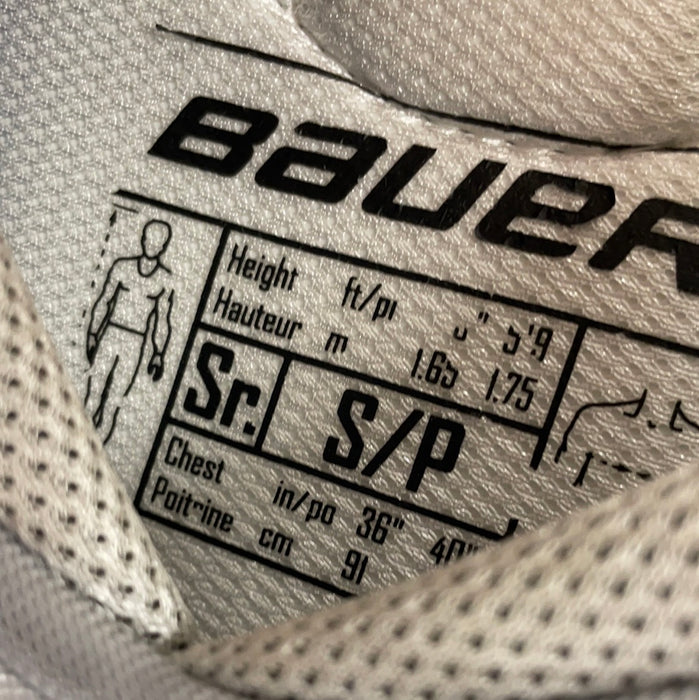 BAUER
Height ft/pi " 5'9
Hauteur m 1.65 1.75
Sr. S/P
Chest in/po 36" 40"
Poitrine cm 91